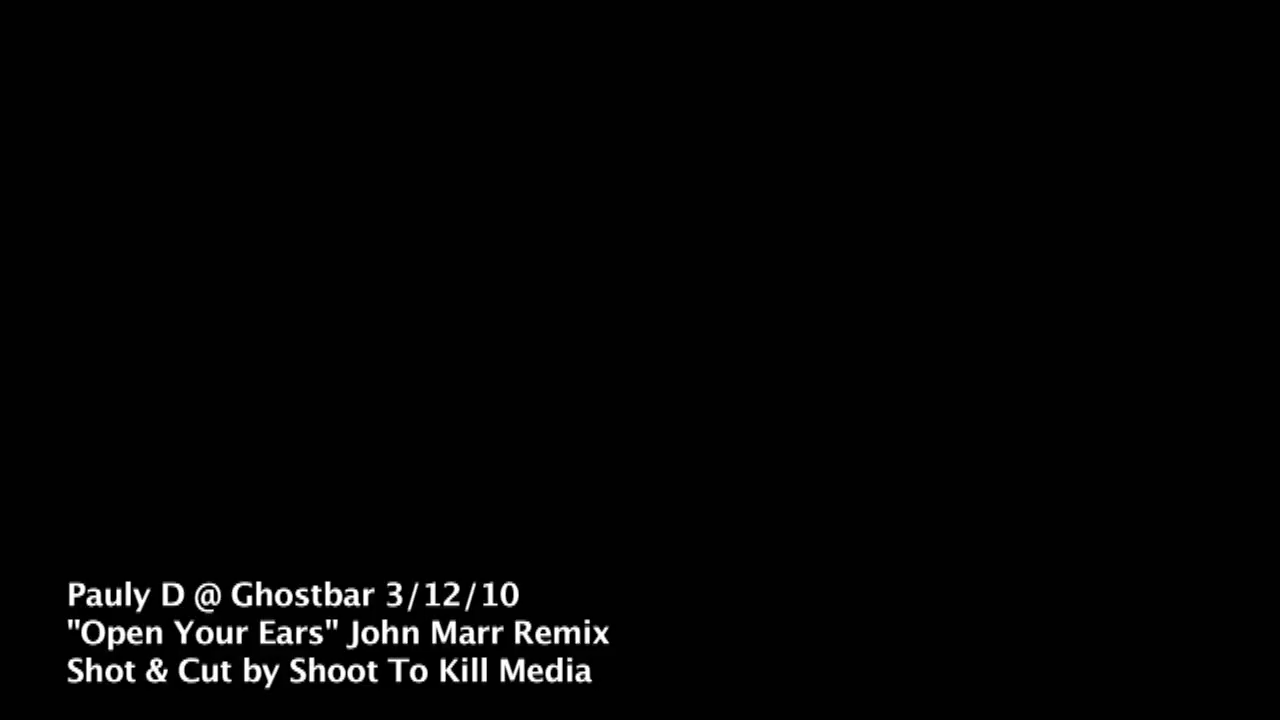 Pauly D @ Ghostbar 3/12/10
"Open Your Ears" John Marr Remix
Shot & Cut by Shoot To Kill Media